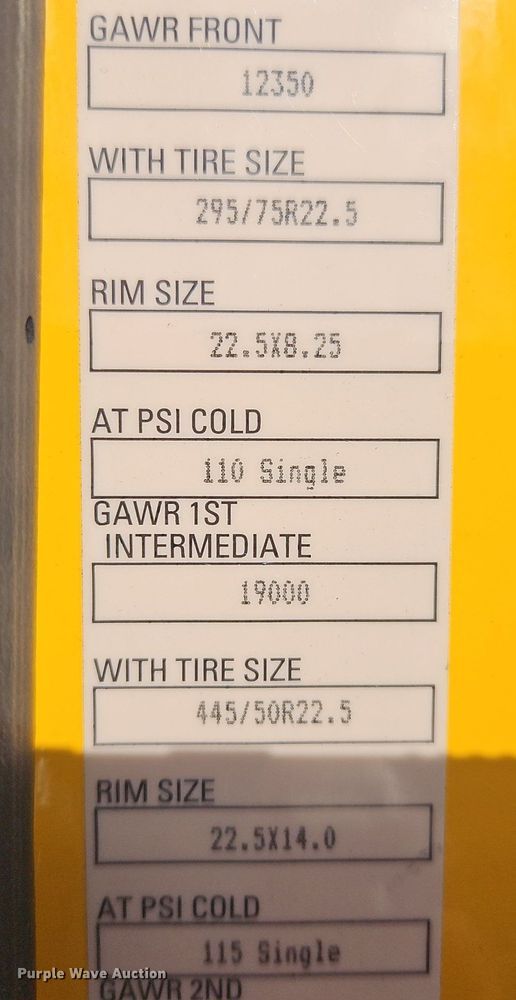 GAWR FRONT
12350
WITH TIRE SIZE
295/75R22.5
RIM SIZE
22.5X8.25
AT PSI COLD
110 Single
GAWR 1ST
INTERMEDIATE
19000
WITH TIRE SIZE
445/50R22.5
RIM SIZE
22.5X14.0
AT PSI COLD
115 Single
GAWR 2ND
Purple Wave Auction